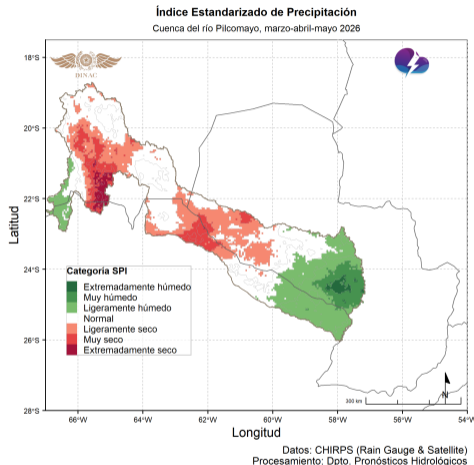 Índice Estandarizado de Precipitación
Cuenca del río Pilcomayo, marzo-abril-mayo 2026
DINAC
18°S
20°S
22°S
24°S
26°S
28°S
Latitud
Categoría SPI
Extremadamente húmedo
Muy húmedo
Ligeramente húmedo
Normal
Ligeramente seco
Muy seco
Extremadamente seco
300 km
N
66°W
64°W
62°W
60°W
58°W
56°W
54°W
Longitud
Datos: CHIRPS (Rain Gauge & Satellite)
Procesamiento: Dpto. Pronósticos Hidrológicos